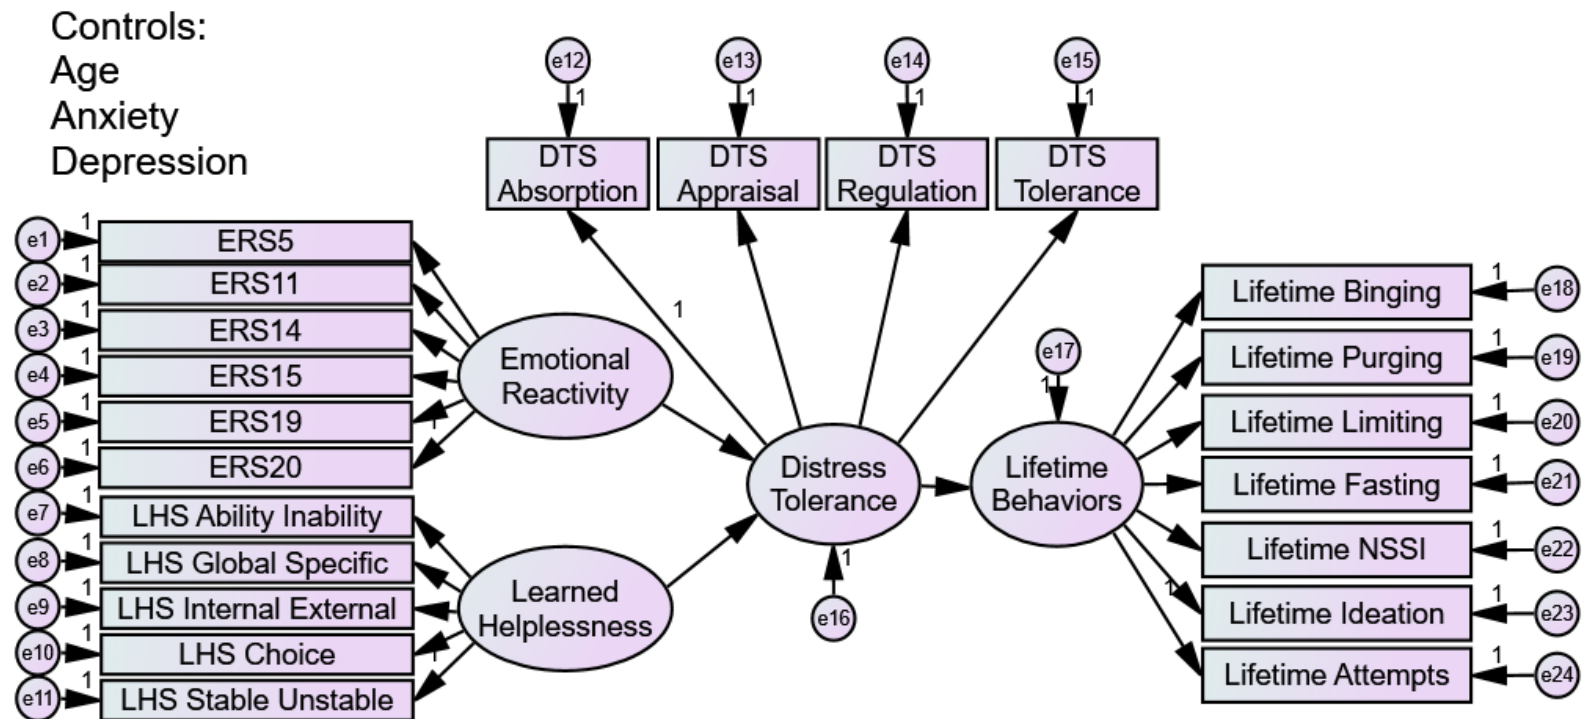 Controls:
Age
Anxiety
Depression
e12
e13
e14
e15
1
1
1
1
DTS
Absorption
DTS
Appraisal
DTS
Regulation
DTS
Tolerance
e1
1
ERS5
e2
1
ERS11
e3
1
ERS14
e4
1
ERS15
e5
1
ERS19
1
e6
1
ERS20
e7
1
LHS Ability Inability
e8
1
LHS Global Specific
e9
1
LHS Internal External
e10
1
LHS Choice
1
e11
1
LHS Stable Unstable
Emotional
Reactivity
Learned
Helplessness
1
Distress
Tolerance
1
e16
e17
1
Lifetime
Behaviors
1
Lifetime Binging
1
e18
Lifetime Purging
1
e19
Lifetime Limiting
1
e20
Lifetime Fasting
1
e21
Lifetime NSSI
1
e22
Lifetime Ideation
1
e23
Lifetime Attempts
1
e24